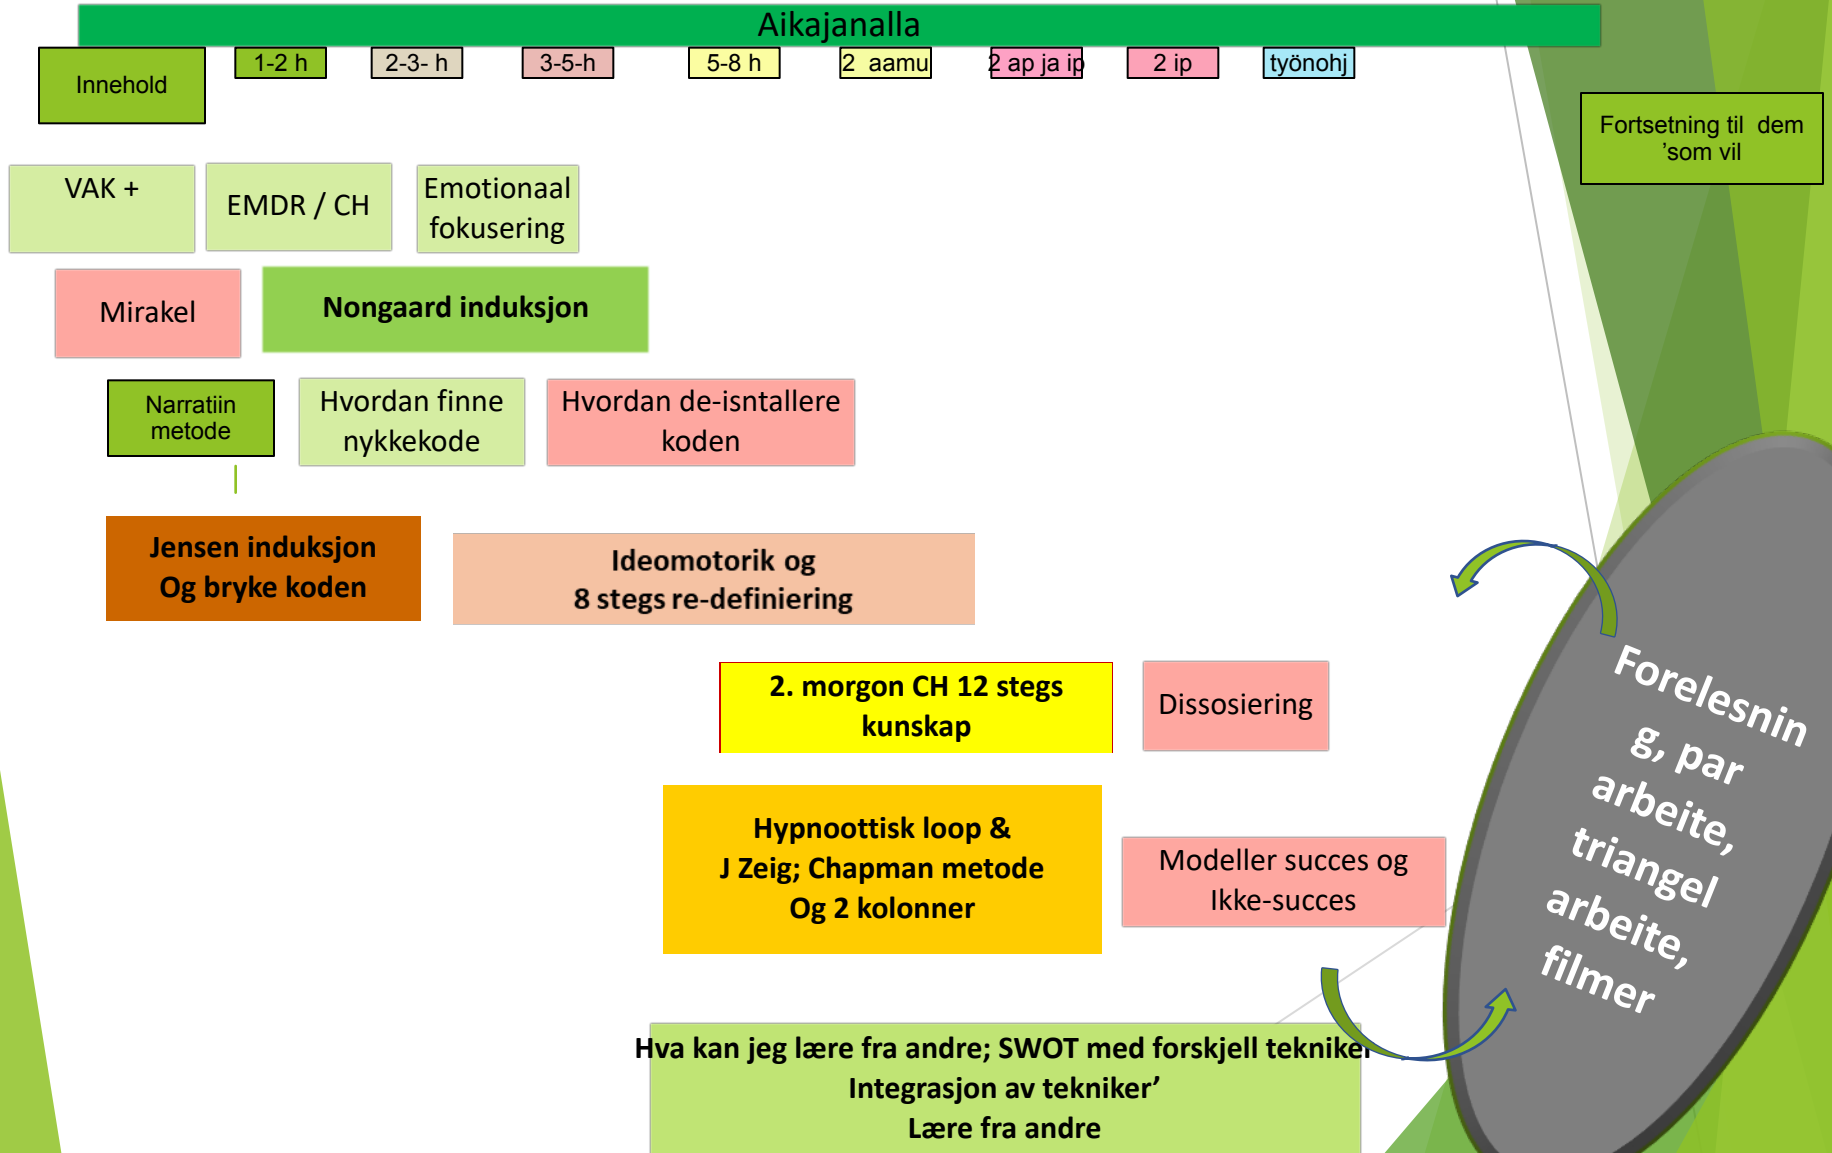 Aikajanalla
Innehold
1-2 h
2-3- h
3-5-h
5-8 h
2 aamu
2 ap ja ip
2 ip
työnohj
Fortsetning til dem
’som vil
VAK +
EMDR / CH
Emotionaal
fokusering
Mirakel
Nongaard induksjon
Narratiin
metode
Hvordan finne
nykkekode
Hvordan de-isntallere
koden
Jensen induksjon
Og bryke koden
Ideomotorik og
8 stegs re-definiering
2. morgon CH 12 stegs
kunskap
Dissosiering
Hypnoottisk loop &
J Zeig; Chapman metode
Og 2 kolonner
Modeller succes og
Ikke-succes
Forelesnin
g, par
arbeite,
triangel
arbeite,
filmer
Hva kan jeg lære fra andre; SWOT med forskjell tekniker
Integrasjon av tekniker’
Lære fra andre